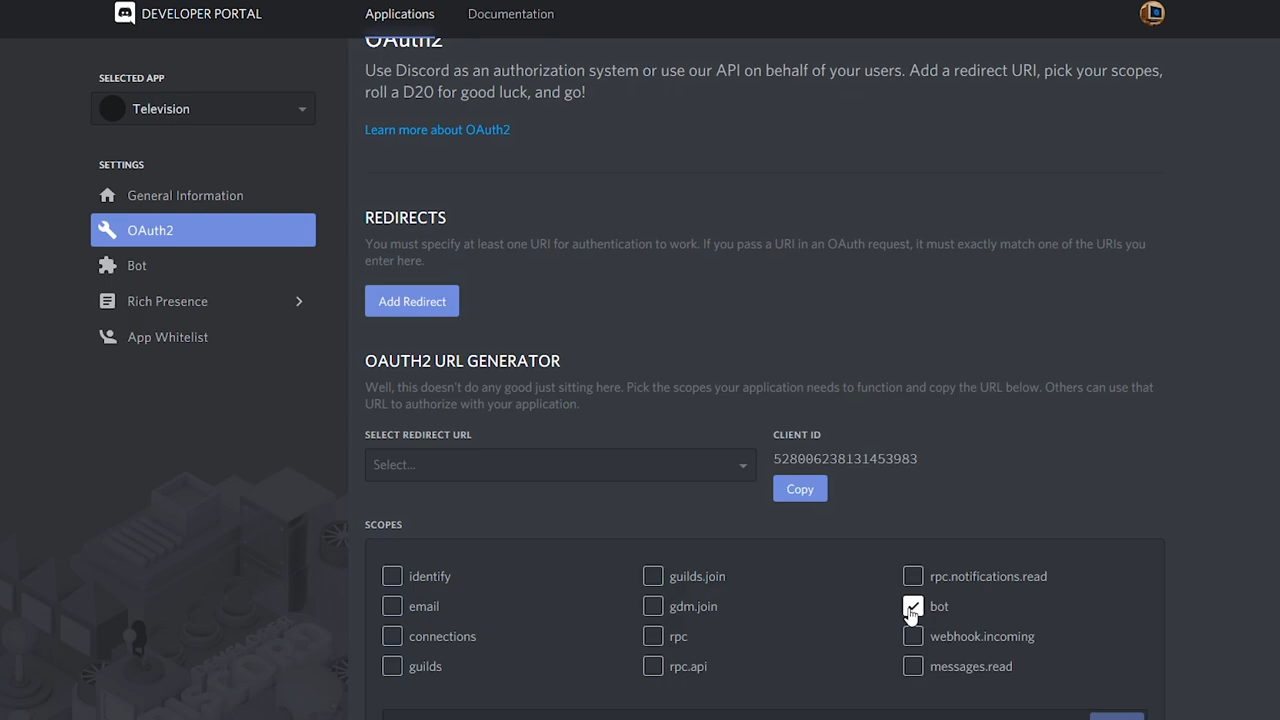 DEVELOPER PORTAL
Applications
Documentation
SELECTED APP
Television
SETTINGS
General Information
OAuth2
Bot
Rich Presence
App Whitelist
OAuth2
Use Discord as an authorization system or use our API on behalf of your users. Add a redirect URI, pick your scopes,
roll a D20 for good luck, and go!
Learn more about OAuth2
REDIRECTS
You must specify at least one URI for authentication to work. If you pass a URI in an OAuth request, it must exactly match one of the URIs you
enter here.
Add Redirect
OAUTH2 URL GENERATOR
Well, this doesn't do any good just sitting here. Pick the scopes your application needs to function and copy the URL below. Others can use that
URL to authorize with your application.
SELECT REDIRECT URL
Select...
CLIENT ID
528006238131453983
Copy
SCOPES
identify
email
connections
guilds
guilds.join
gdm.join
rpc
rpc.api
rpc.notifications.read
bot
webhook.incoming
messages.read